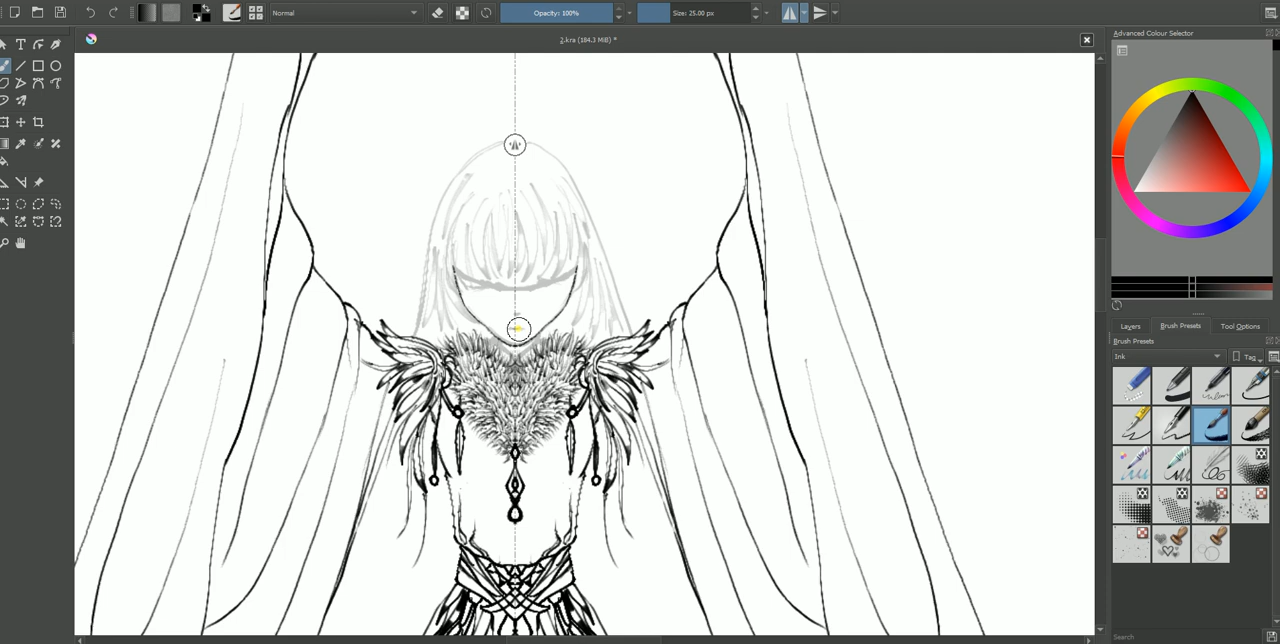 Normal
Opacity: 100%
Size: 25.00 px
2.kra (184.3 MiB) *
Advanced Colour Selector
Layers
Brush Presets
Tool Options
Brush Presets
Ink
Tag
Search